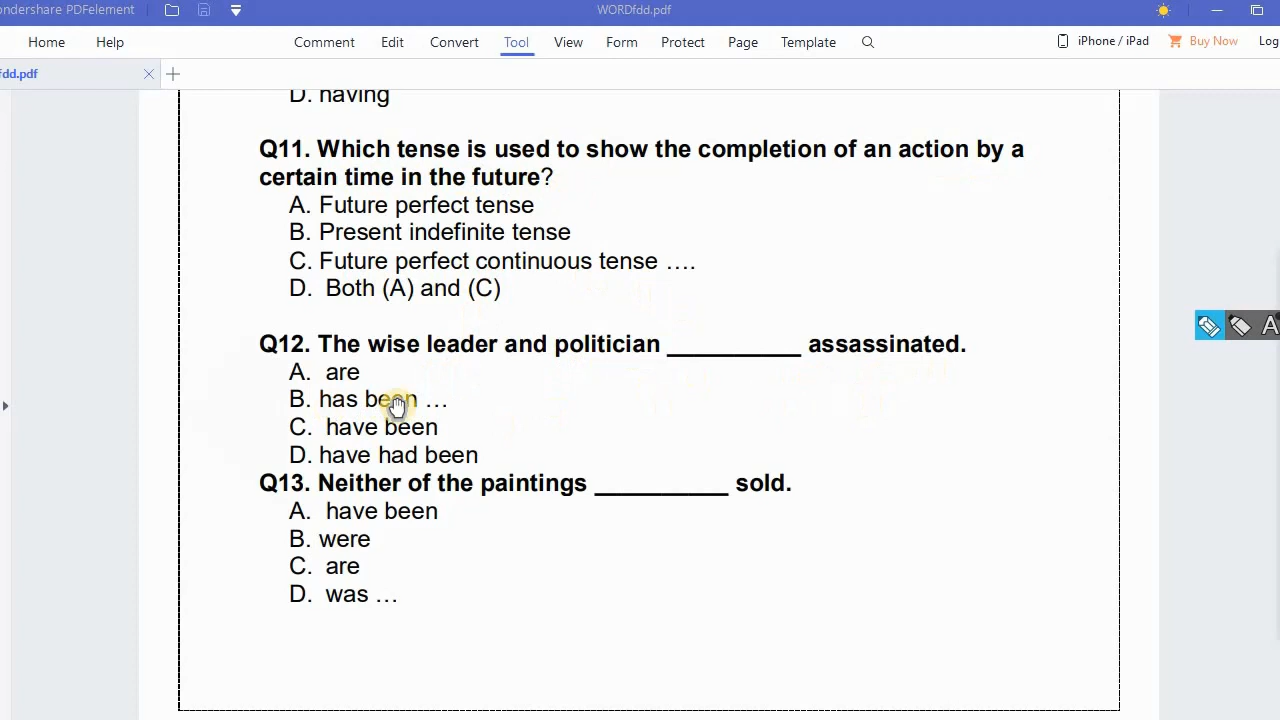 ondershare PDFelement
WORDfdd.pdf
Home Help Comment Edit Convert Tool View Form Protect Page Template iPhone / iPad Buy Now Log
fdd.pdf
D. having
Q11. Which tense is used to show the completion of an action by a
certain time in the future?
A. Future perfect tense
B. Present indefinite tense
C. Future perfect continuous tense ….
D. Both (A) and (C)
Q12. The wise leader and politician __________ assassinated.
A. are
B. has been …
C. have been
D. have had been
Q13. Neither of the paintings __________ sold.
A. have been
B. were
C. are
D. was …
A